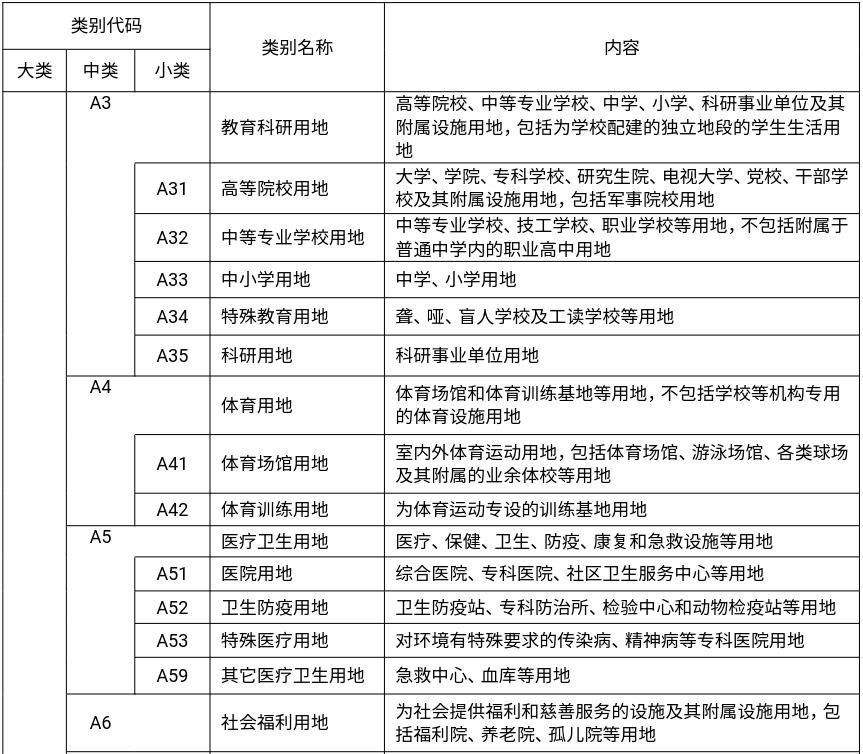 类别代码
类别名称
内容
大类
中类
小类
A3
教育科研用地
高等院校、中等专业学校、中学、小学、科研事业单位及其
附属设施用地，包括为学校配建的独立地段的学生生活用
地
A31
高等院校用地
大学、学院、专科学校、研究生院、电视大学、党校、干部学
校及其附属设施用地，包括军事院校用地
A32
中等专业学校用地
中等专业学校、技工学校、职业学校等用地，不包括附属于
普通中学内的职业高中用地
A33
中小学用地
中学、小学用地
A34
特殊教育用地
聋、哑、盲人学校及工读学校等用地
A35
科研用地
科研事业单位用地
A4
体育用地
体育场馆和体育训练基地等用地，不包括学校等机构专用
的体育设施用地
A41
体育场馆用地
室内外体育运动用地，包括体育场馆、游泳场馆、各类球场
及其附属的业余体校等用地
A42
体育训练用地
为体育运动专设的训练基地用地
A5
医疗卫生用地
医疗、保健、卫生、防疫、康复和急救设施等用地
A51
医院用地
综合医院、专科医院、社区卫生服务中心等用地
A52
卫生防疫用地
卫生防疫站、专科防治所、检验中心和动物检疫站等用地
A53
特殊医疗用地
对环境有特殊要求的传染病、精神病等专科医院用地
A59
其它医疗卫生用地
急救中心、血库等用地
A6
社会福利用地
为社会提供福利和慈善服务的设施及其附属设施用地，包
括福利院、养老院、孤儿院等用地